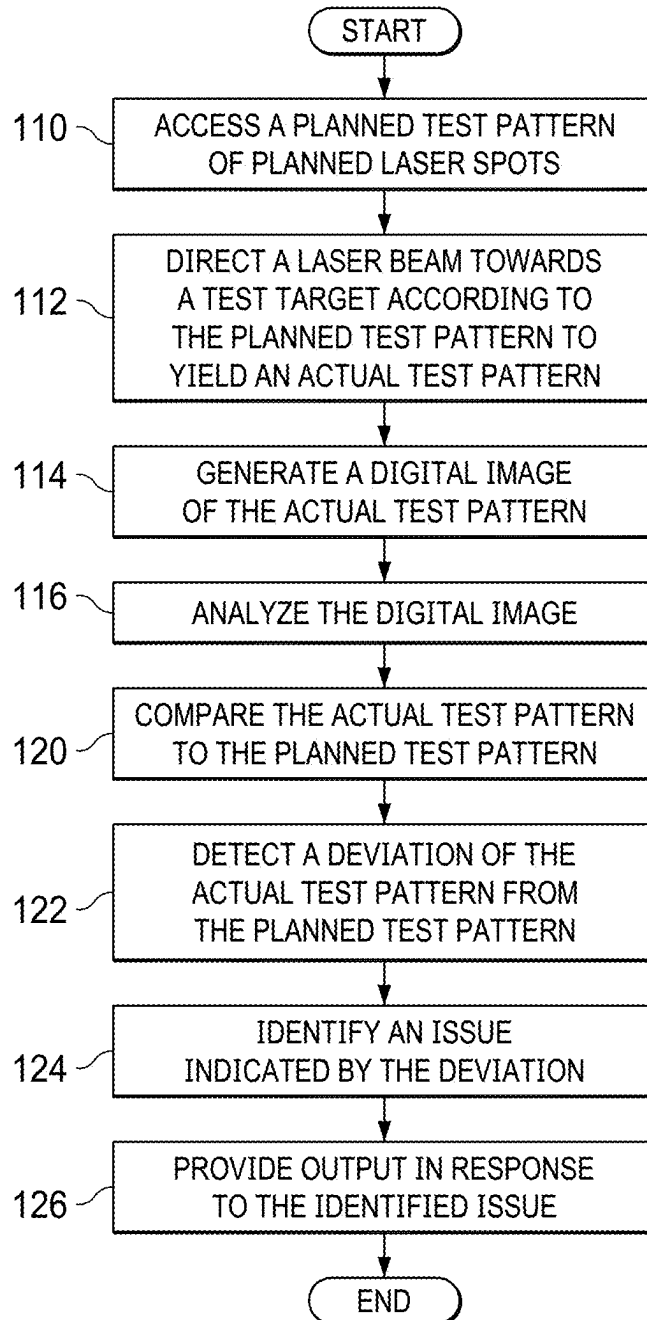 START
110
ACCESS A PLANNED TEST PATTERN
OF PLANNED LASER SPOTS
112
DIRECT A LASER BEAM TOWARDS
A TEST TARGET ACCORDING TO
THE PLANNED TEST PATTERN TO
YIELD AN ACTUAL TEST PATTERN
114
GENERATE A DIGITAL IMAGE
OF THE ACTUAL TEST PATTERN
116
ANALYZE THE DIGITAL IMAGE
120
COMPARE THE ACTUAL TEST PATTERN
TO THE PLANNED TEST PATTERN
122
DETECT A DEVIATION OF THE
ACTUAL TEST PATTERN FROM
THE PLANNED TEST PATTERN
124
IDENTIFY AN ISSUE
INDICATED BY THE DEVIATION
126
PROVIDE OUTPUT IN RESPONSE
TO THE IDENTIFIED ISSUE
END